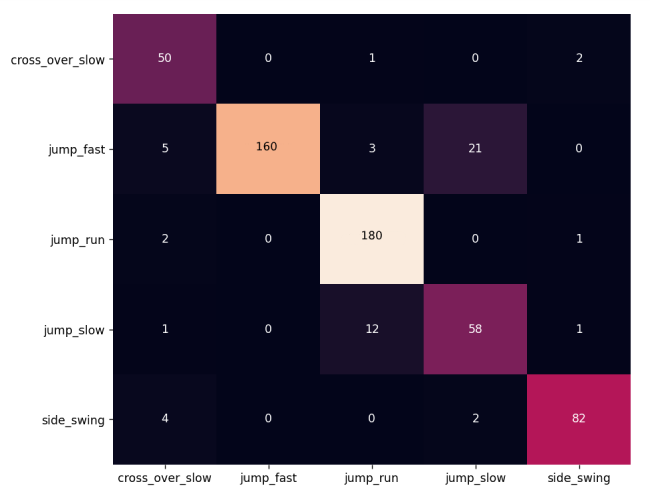 cross_over_slow 50 0 1 0 2
jump_fast 5 160 3 21 0
jump_run 2 0 180 0 1
jump_slow 1 0 12 58 1
side_swing 4 0 0 2 82
cross_over_slow jump_fast jump_run jump_slow side_swing